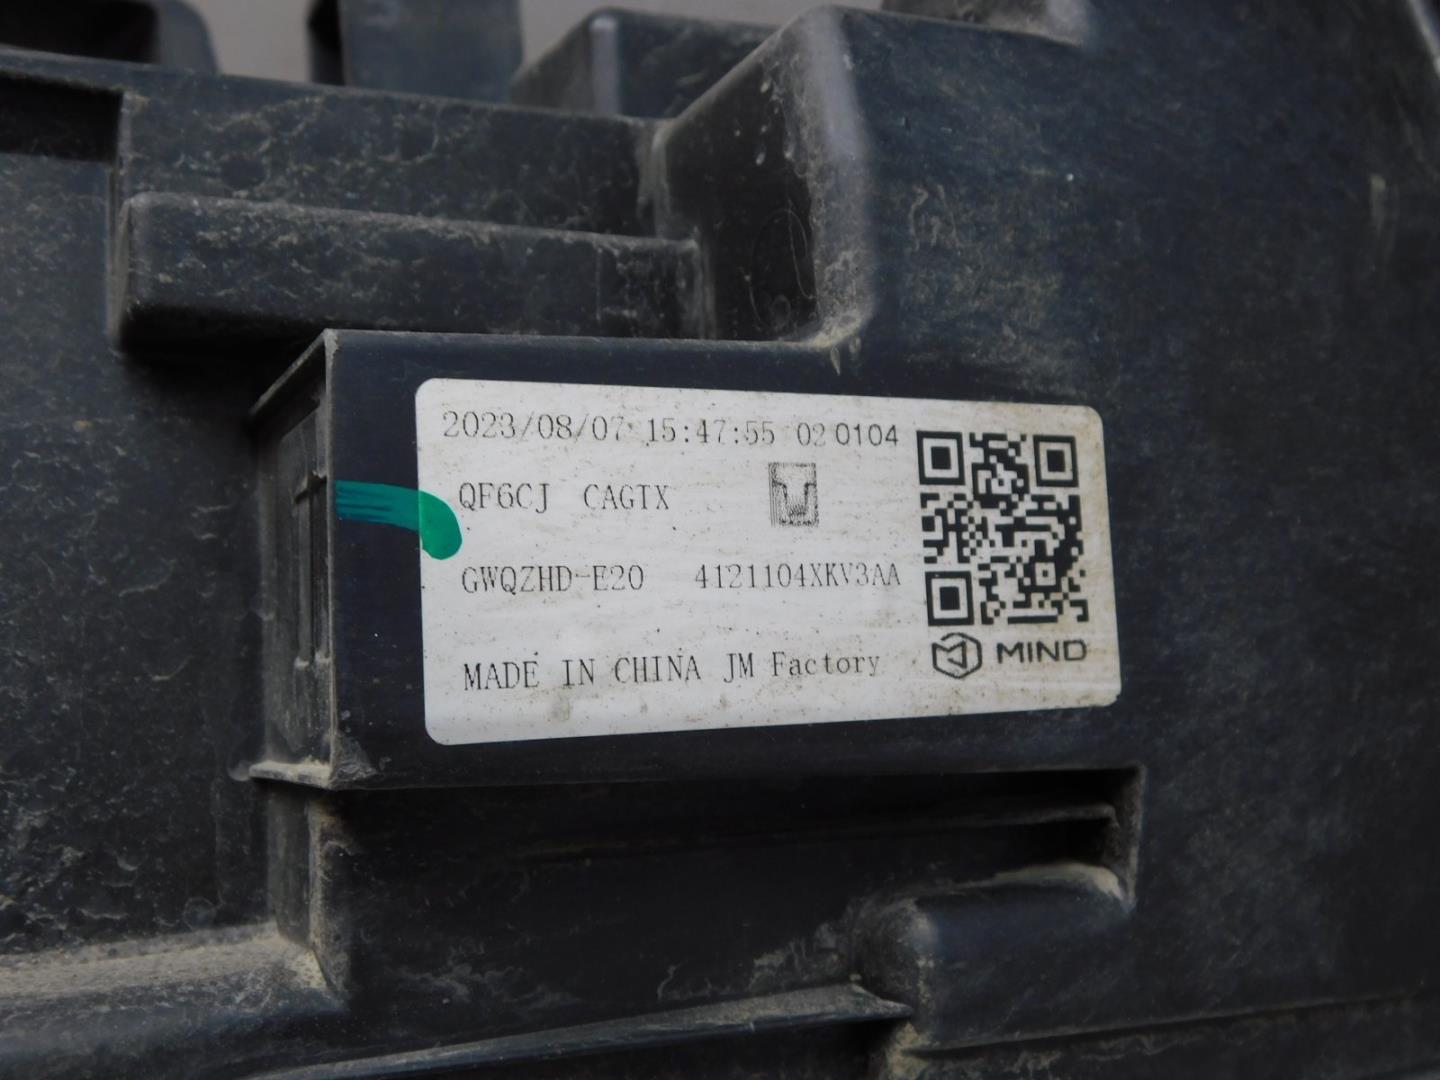 2023/08/07 15:47:55 02 0104
QF6CJ CAGTX
GWQZHD-E20 4121104XKV3AA
MADE IN CHINA JM Factory
MIND